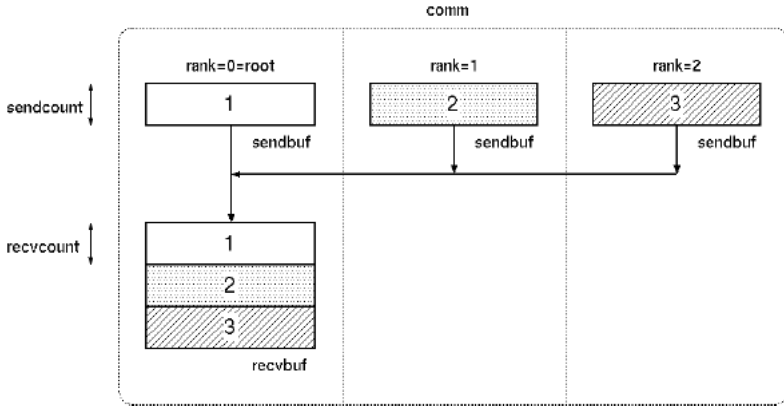 comm
rank=0=root rank=1 rank=2
sendcount 1 2 3
sendbuf sendbuf sendbuf
recvcount 1
2
3
recvbuf